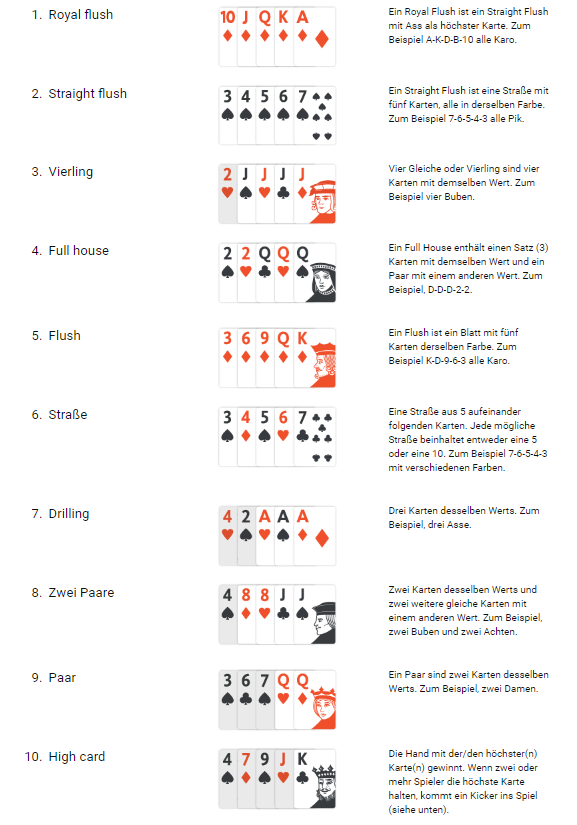 1. Royal flush
10 J Q K A
Ein Royal Flush ist ein Straight Flush
mit Ass als höchster Karte. Zum
Beispiel A-K-D-B-10 alle Karo.
2. Straight flush
3 4 5 6 7
Ein Straight Flush ist eine Straße mit
fünf Karten, alle in derselben Farbe.
Zum Beispiel 7-6-5-4-3 alle Pik.
3. Vierling
2 J J J J
Vier Gleiche oder Vierling sind vier
Karten mit demselben Wert. Zum
Beispiel vier Buben.
4. Full house
2 2 Q Q Q
Ein Full House enthält einen Satz (3)
Karten mit demselben Wert und ein
Paar mit einem anderen Wert. Zum
Beispiel, D-D-D-2-2.
5. Flush
3 6 9 Q K
Ein Flush ist ein Blatt mit fünf
Karten derselben Farbe. Zum
Beispiel K-D-9-6-3 alle Karo.
6. Straße
3 4 5 6 7
Eine Straße aus 5 aufeinander
folgenden Karten. Jede mögliche
Straße beinhaltet entweder eine 5
oder eine 10. Zum Beispiel 7-6-5-4-3
mit verschiedenen Farben.
7. Drilling
4 2 A A A
Drei Karten desselben Werts. Zum
Beispiel, drei Asse.
8. Zwei Paare
4 8 8 J J
Zwei Karten desselben Werts und
zwei weitere gleiche Karten mit
einem anderen Wert. Zum Beispiel,
zwei Buben und zwei Achten.
9. Paar
3 6 7 Q Q
Ein Paar sind zwei Karten desselben
Werts. Zum Beispiel, zwei Damen.
10. High card
4 7 9 J K
Die Hand mit der/den höchster(n)
Karte(n) gewinnt. Wenn zwei oder
mehr Spieler die höchste Karte
halten, kommt ein Kicker ins Spiel
(siehe unten).